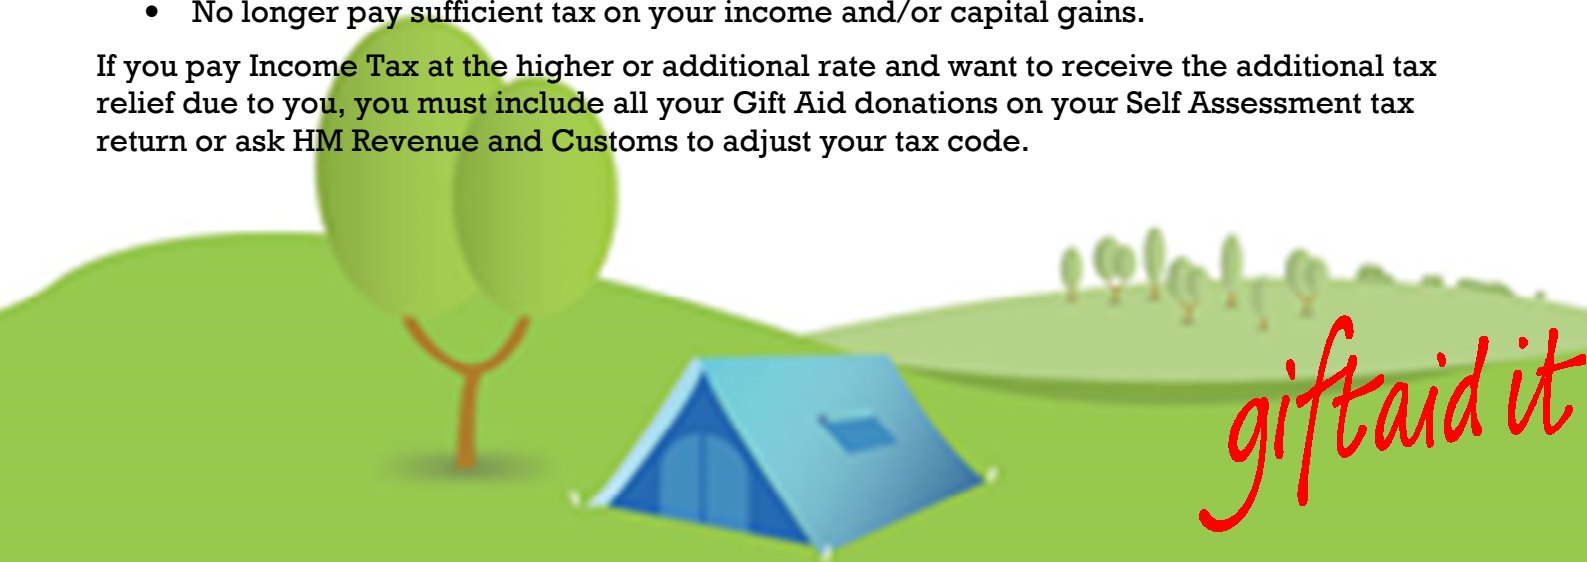 • No longer pay sufficient tax on your income and/or capital gains.
If you pay Income Tax at the higher or additional rate and want to receive the additional tax
relief due to you, you must include all your Gift Aid donations on your Self Assessment tax
return or ask HM Revenue and Customs to adjust your tax code.
giftaid it